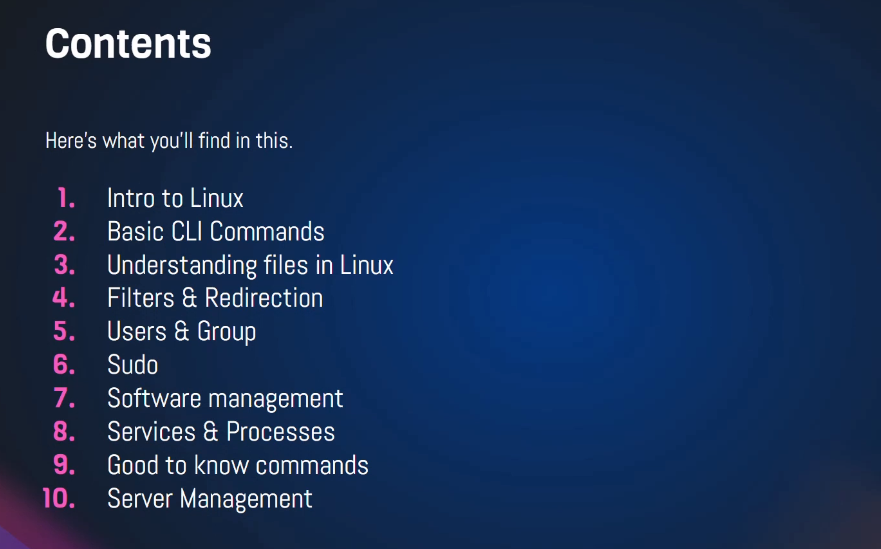 Contents
Here's what you'll find in this.
1. Intro to Linux
2. Basic CLI Commands
3. Understanding files in Linux
4. Filters & Redirection
5. Users & Group
6. Sudo
7. Software management
8. Services & Processes
9. Good to know commands
10. Server Management